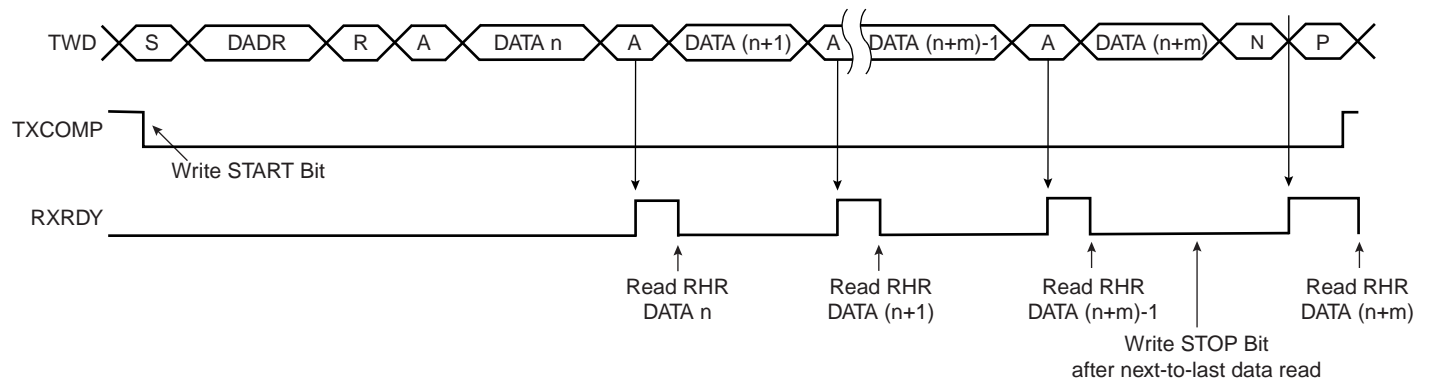 TWD S DADR R A DATA n A DATA (n+1) A DATA (n+m)-1 A DATA (n+m) N P
TXCOMP
Write START Bit
RXRDY
Read RHR Read RHR Read RHR Read RHR
DATA n DATA (n+1) DATA (n+m)-1 DATA (n+m)
Write STOP Bit
after next-to-last data read